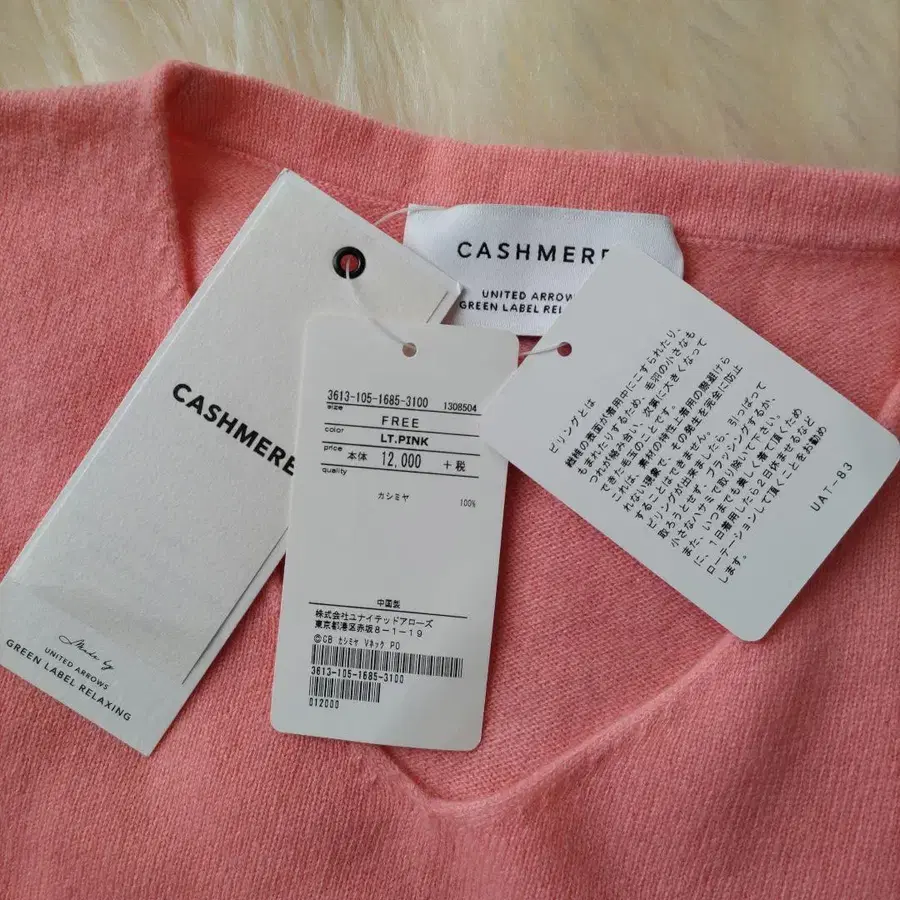 CASHMERE
Made by
UNITED ARROWS
GREEN LABEL RELAXING
CASHMERE
UNITED ARROW
GREEN LABEL REL
3613-105-1685-3100
size 1308504
FREE
color
LT.PINK
price 本体 12,000 +税
quality
カシミヤ 100%
中国製
株式会社ユナイテッドアローズ
東京都港区赤坂8-1-19
©CB カシミヤ Vネック PO
3613-105-1685-3100
012000
ピリングとは
繊維の表面が着用中にこすられたり、
もまれたりするため、毛羽の小さなも
つれが絡み合い、次第に大きくなって
できた毛玉のことです。
これは、素材の特性上着用の際避けら
れない現象で、その発生を完全に防止
することはできません。
ピリングが出来ましたら、引っぱって
取ろうとせず、ブラッシングするか、
小さなハサミで取り除いて下さい。
また、いつまでも美しく着て頂くため
に、1日着用したら2日休ませるなど
ローテーションして頂くことをお勧め
します。
UAT-83